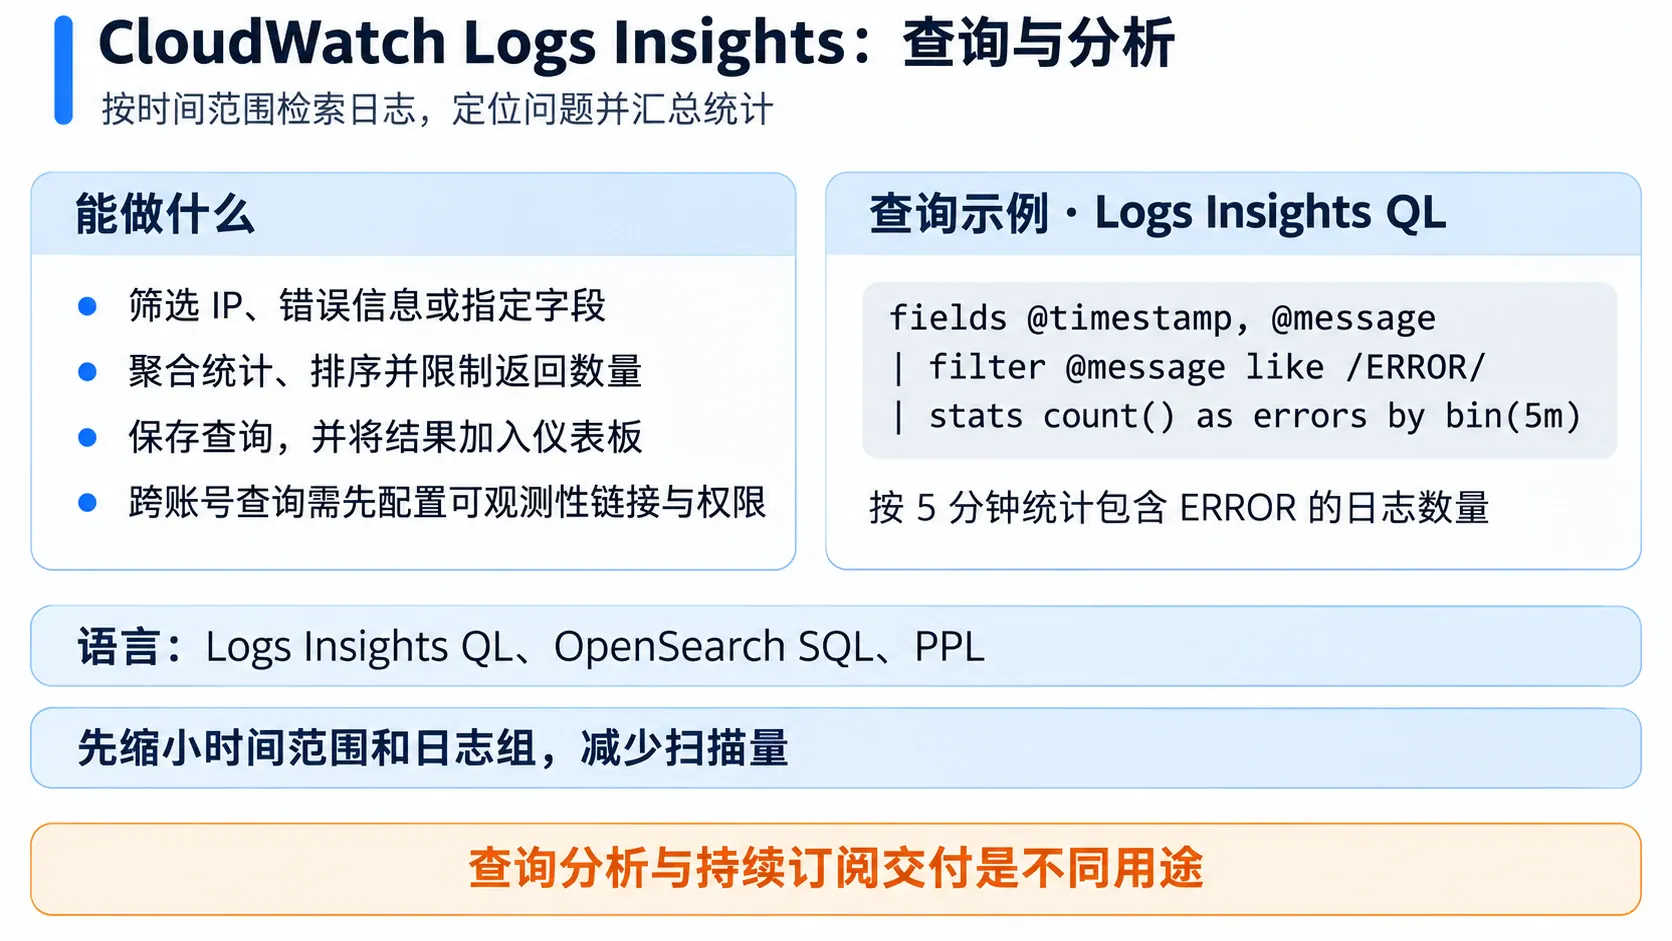 CloudWatch Logs Insights：查询与分析
按时间范围检索日志，定位问题并汇总统计
能做什么
筛选 IP、错误信息或指定字段
聚合统计、排序并限制返回数量
保存查询，并将结果加入仪表板
跨账号查询需先配置可观测性链接与权限
查询示例 · Logs Insights QL
fields @timestamp, @message
| filter @message like /ERROR/
| stats count() as errors by bin(5m)
按 5 分钟统计包含 ERROR 的日志数量
语言：Logs Insights QL、OpenSearch SQL、PPL
先缩小时间范围和日志组，减少扫描量
查询分析与持续订阅交付是不同用途